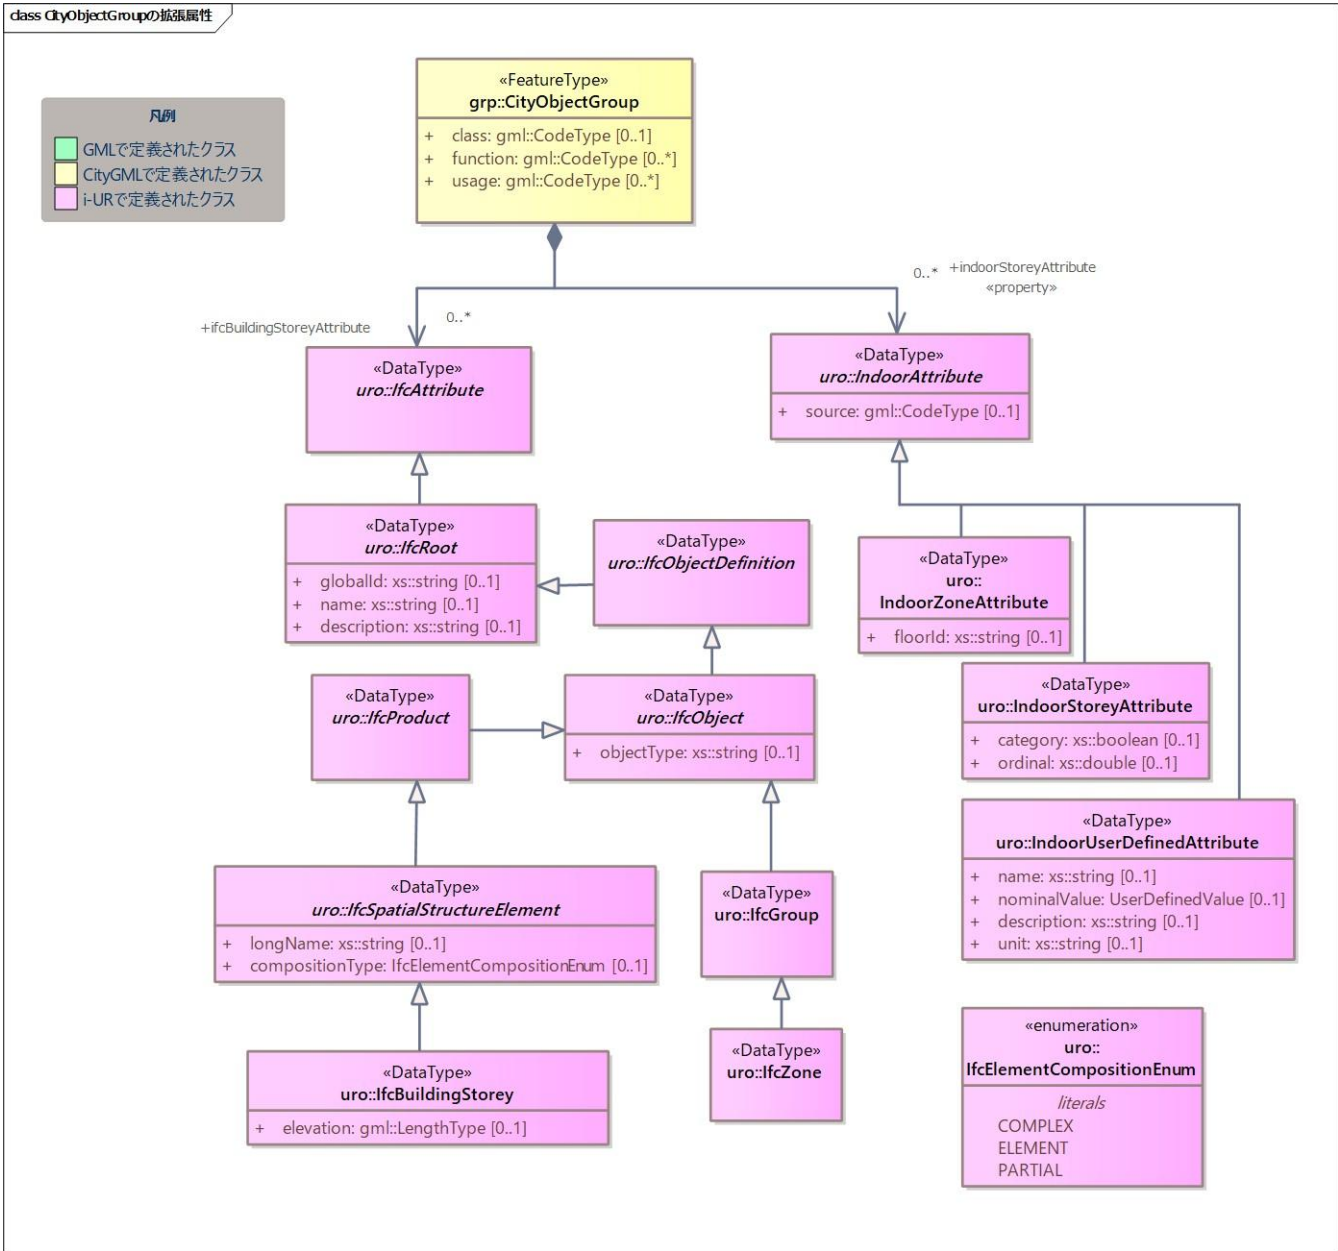 class CityObjectGroupの拡張属性
凡例
GMLで定義されたクラス
CityGMLで定義されたクラス
i-URで定義されたクラス
«FeatureType»
grp::CityObjectGroup
+ class: gml::CodeType [0..1]
+ function: gml::CodeType [0..*]
+ usage: gml::CodeType [0..*]
0..* +indoorStoreyAttribute
«property»
+ifcBuildingStoreyAttribute
0..*
«DataType»
uro::IfcAttribute
«DataType»
uro::IndoorAttribute
+ source: gml::CodeType [0..1]
«DataType»
uro::IfcRoot
+ globalId: xs::string [0..1]
+ name: xs::string [0..1]
+ description: xs::string [0..1]
«DataType»
uro::IfcObjectDefinition
«DataType»
uro::
IndoorZoneAttribute
+ floorId: xs::string [0..1]
«DataType»
uro::IfcProduct
«DataType»
uro::IfcObject
+ objectType: xs::string [0..1]
«DataType»
uro::IndoorStoreyAttribute
+ category: xs::boolean [0..1]
+ ordinal: xs::double [0..1]
«DataType»
uro::IndoorUserDefinedAttribute
+ name: xs::string [0..1]
+ nominalValue: UserDefinedValue [0..1]
+ description: xs::string [0..1]
+ unit: xs::string [0..1]
«DataType»
uro::IfcSpatialStructureElement
+ longName: xs::string [0..1]
+ compositionType: IfcElementCompositionEnum [0..1]
«DataType»
uro::IfcGroup
«DataType»
uro::IfcBuildingStorey
+ elevation: gml::LengthType [0..1]
«DataType»
uro::IfcZone
«enumeration»
uro::
IfcElementCompositionEnum
literals
COMPLEX
ELEMENT
PARTIAL